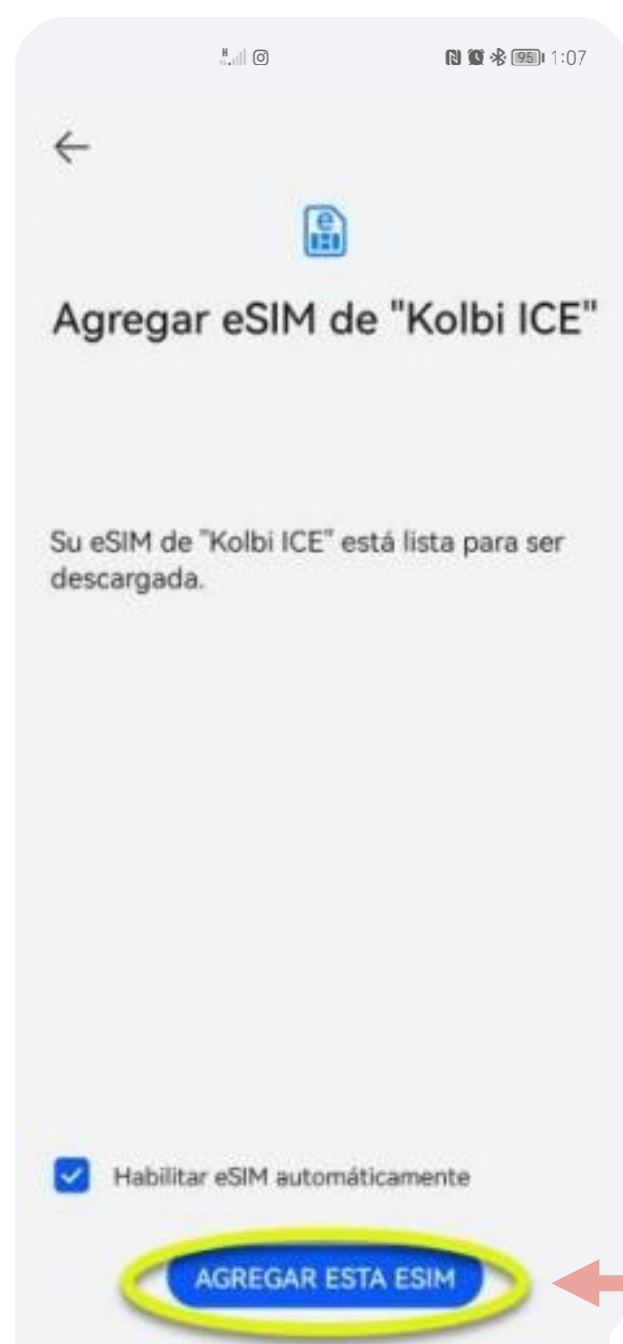 H
95 1:07
e
Agregar eSIM de "Kolbi ICE"
Su eSIM de "Kolbi ICE" está lista para ser
descargada.
Habilitar eSIM automáticamente
AGREGAR ESTA ESIM